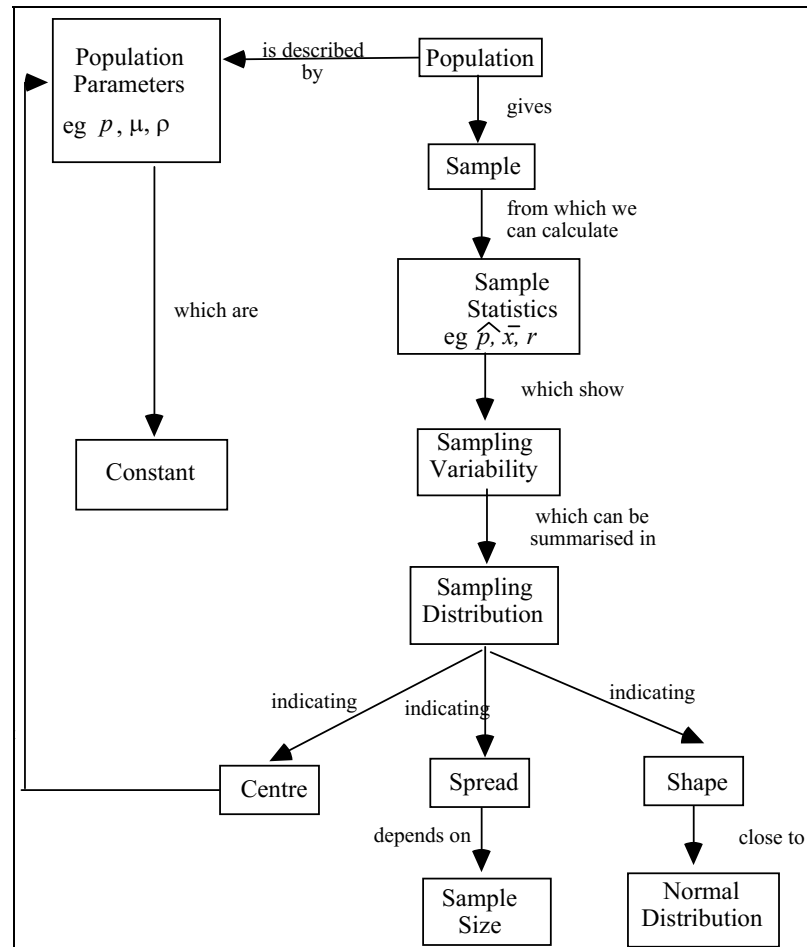 Population
Parameters
eg p, μ, ρ
is described
by
Population
gives
Sample
from which we
can calculate
Sample
Statistics
eg p̂, x̄, r
which are
which show
Constant
Sampling
Variability
which can be
summarised in
Sampling
Distribution
indicating
indicating
indicating
Centre
Spread
Shape
depends on
close to
Sample
Size
Normal
Distribution